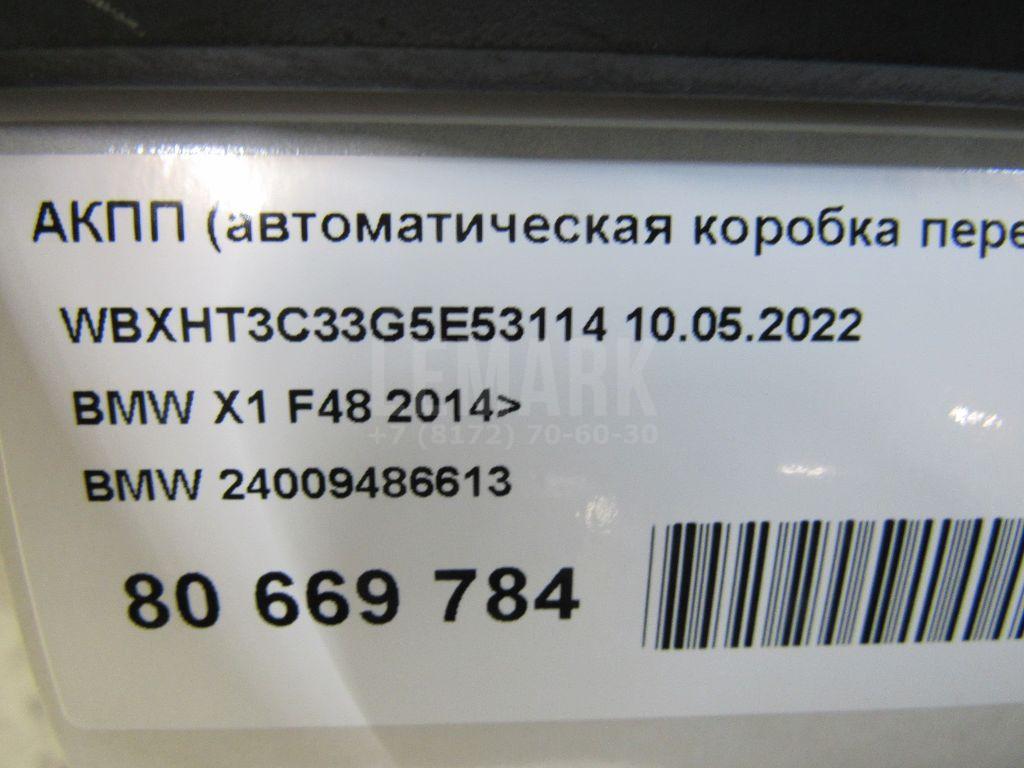 АКПП (автоматическая коробка пере
WBXHT3C33G5E53114 10.05.2022
LEMARK
BMW X1 F48 2014>
+7 (8172) 70-60-30
BMW 24009486613
80 669 784